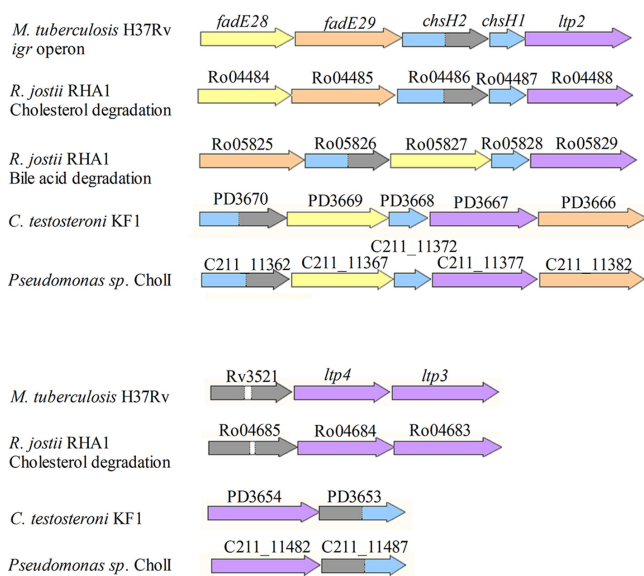 fadE28 fadE29 chsH2 chsH1 ltp2
M. tuberculosis H37Rv
igr operon
Ro04484 Ro04485 Ro04486 Ro04487 Ro04488
R. jostii RHA1
Cholesterol degradation
Ro05825 Ro05826 Ro05827 Ro05828 Ro05829
R. jostii RHA1
Bile acid degradation
PD3670 PD3669 PD3668 PD3667 PD3666
C. testosteroni KF1
C211_11372
C211_11362 C211_11367 C211_11377 C211_11382
Pseudomonas sp. CholI
Rv3521 ltp4 ltp3
M. tuberculosis H37Rv
Ro04685 Ro04684 Ro04683
R. jostii RHA1
Cholesterol degradation
PD3654 PD3653
C. testosteroni KF1
C211_11482 C211_11487
Pseudomonas sp. CholI